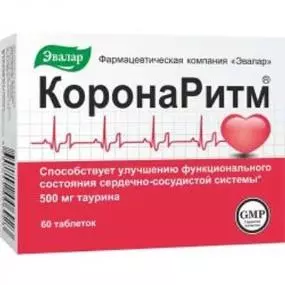 Эвалар
Фармацевтическая компания «Эвалар»
КоронаРитм®
Способствует улучшению функционального
состояния сердечно-сосудистой системы*
500 мг таурина
60 таблеток
GMP